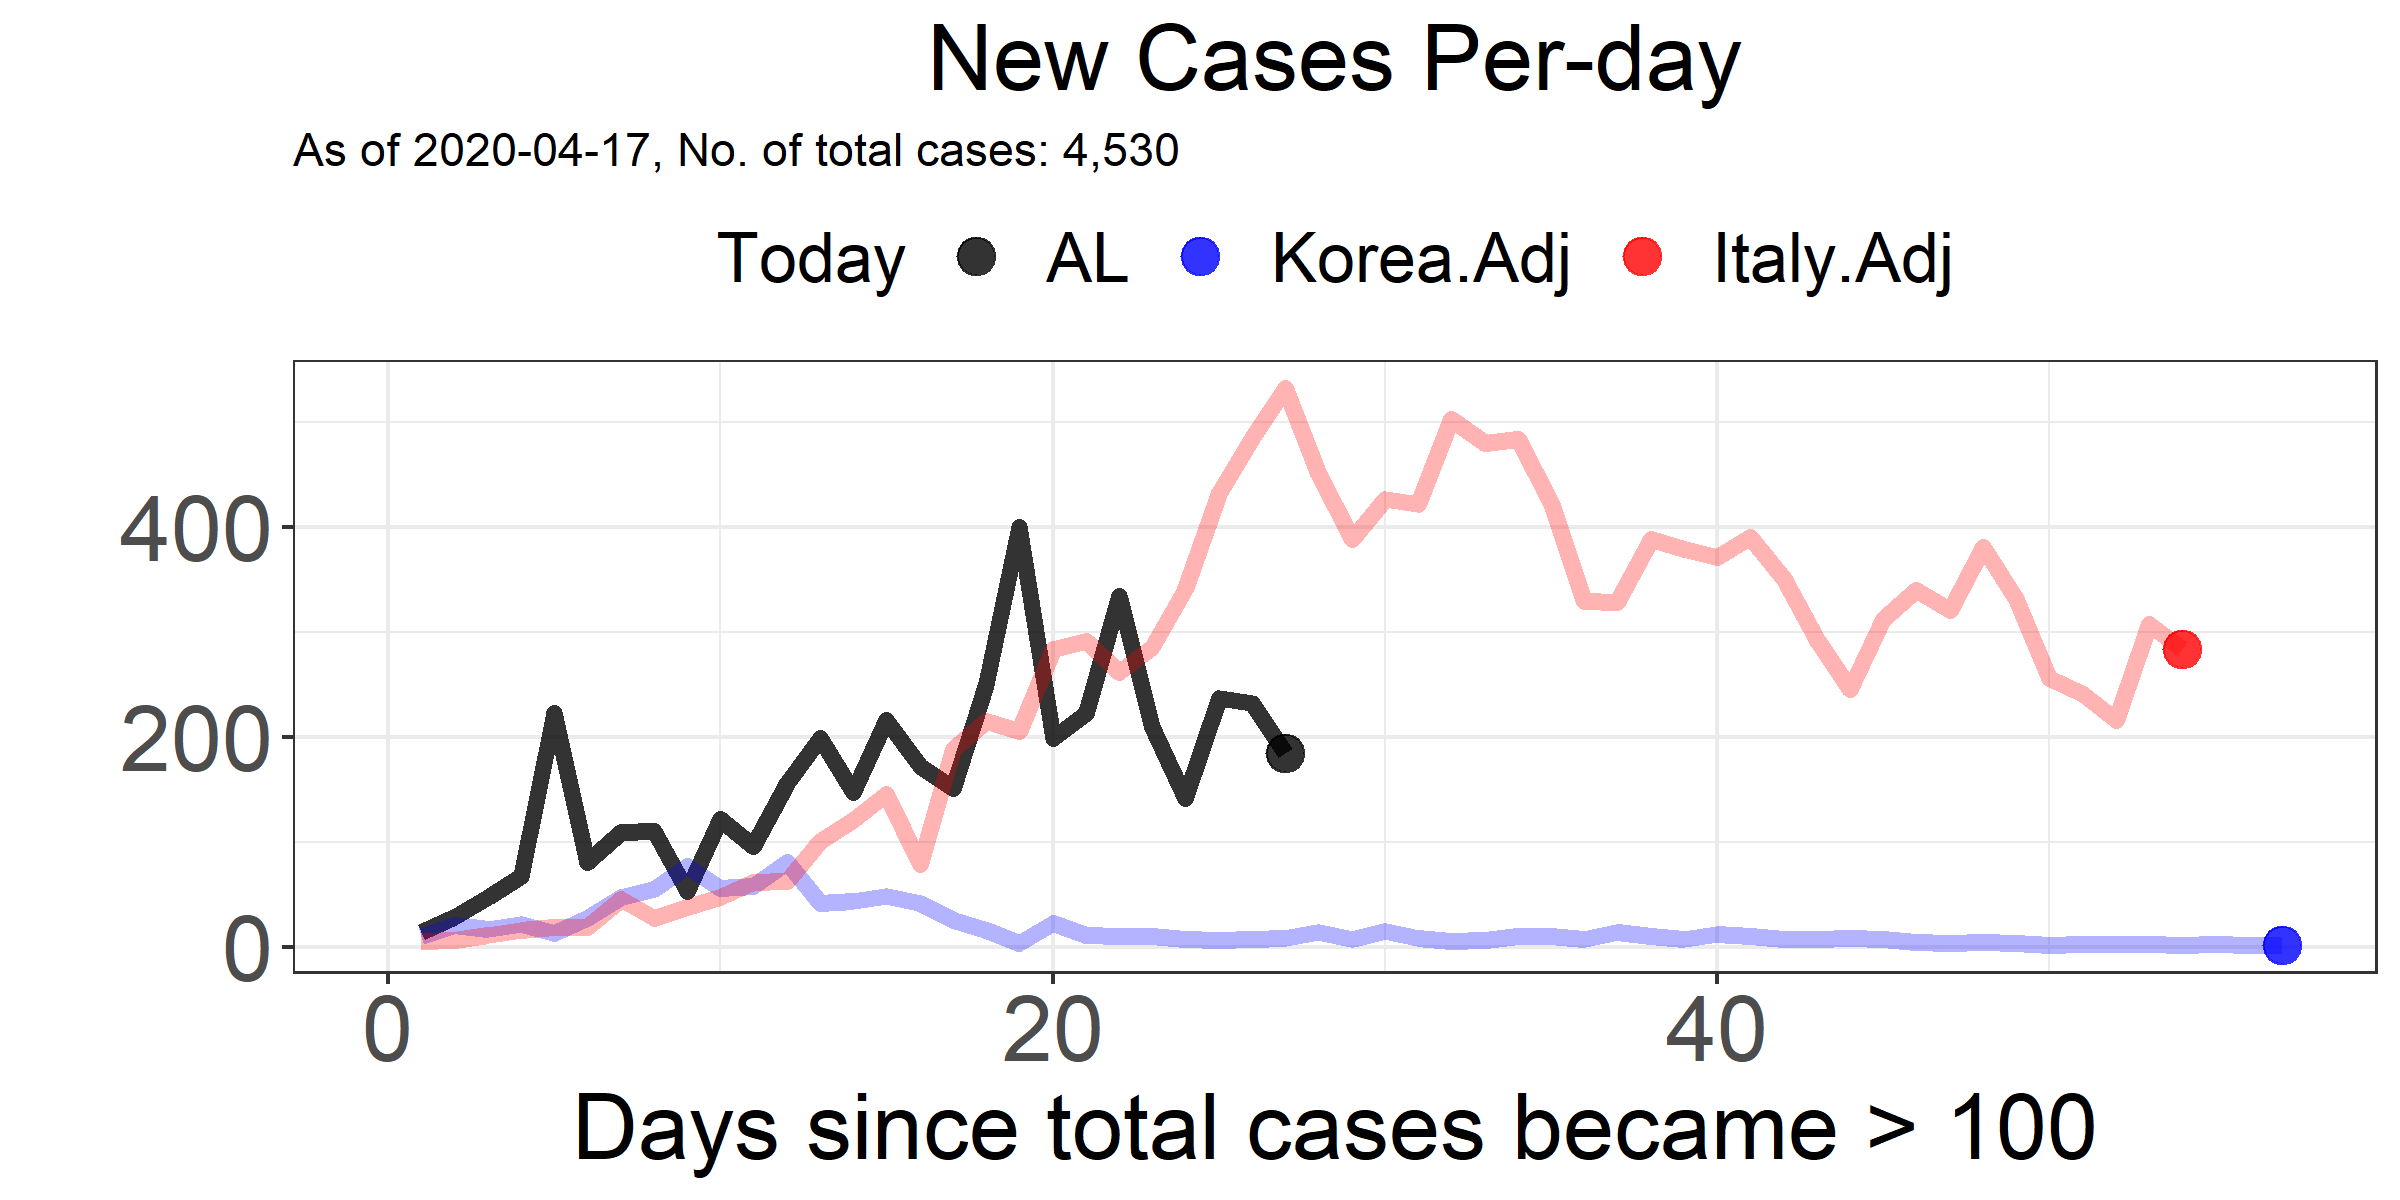 New Cases Per-day
As of 2020-04-17, No. of total cases: 4,530
Today AL Korea.Adj Italy.Adj
400
200
0
0 20 40
Days since total cases became > 100